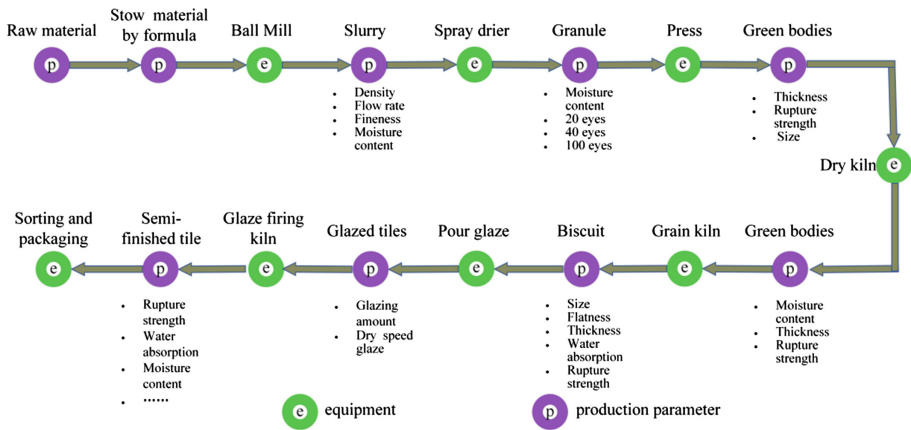 Raw material
Stow material
by formula
Ball Mill
Slurry
Spray drier
Granule
Press
Green bodies
p
p
e
p
e
p
e
p
• Density
• Flow rate
• Fineness
• Moisture
content
• Moisture
content
• 20 eyes
• 40 eyes
• 100 eyes
• Thickness
• Rupture
strength
• Size
Dry kiln
e
Sorting and
packaging
Semi-
finished tile
Glaze firing
kiln
Glazed tiles
Pour glaze
Biscuit
Grain kiln
Green bodies
e
p
e
p
e
p
e
p
• Rupture
strength
• Water
absorption
• Moisture
content
• ......
• Glazing
amount
• Dry speed
glaze
• Size
• Flatness
• Thickness
• Water
absorption
• Rupture
strength
• Moisture
content
• Thickness
• Rupture
strength
e equipment
p production parameter